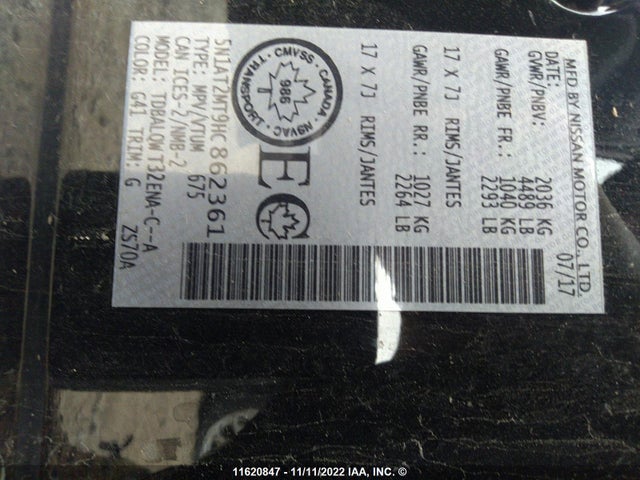 MFD BY NISSAN MOTOR CO., LTD.
DATE: 07/17
GVWR/PNBV: 2036 KG
4489 LB
GAWR/PNBE FR.: 1040 KG
2293 LB
17 X 7J RIMS/JANTES
GAWR/PNBE RR.: 1027 KG
2264 LB
17 X 7J RIMS/JANTES
TRANSPORT · CMVSS · CANADA · NSVAC
986
T
EC
5N1AT2MT9HC862361
TYPE: MPV/VTUM 675
CAN ICES-2/NMB-2
MODEL: TDBALOWT32ENA-C--A
COLOR: G41 TRIM: G ZS70A
11620847 - 11/11/2022 IAA, INC. ©